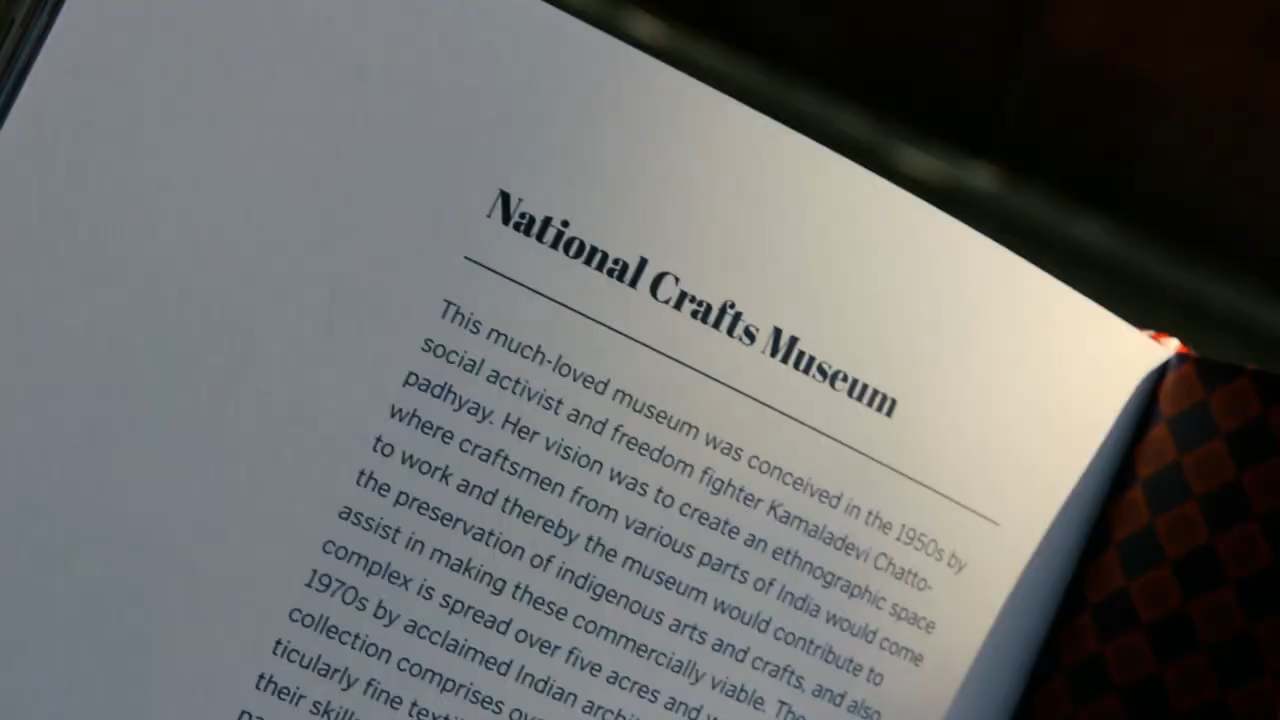 National Crafts Museum
This much-loved museum was conceived in the 1950s by
social activist and freedom fighter Kamaladevi Chatto-
padhyay. Her vision was to create an ethnographic space
where craftsmen from various parts of India would come
to work and thereby the museum would contribute to
the preservation of indigenous arts and crafts, and also
assist in making these commercially viable. The
complex is spread over five acres and
1970s by acclaimed Indian
collection comprises
ticularly fine
their